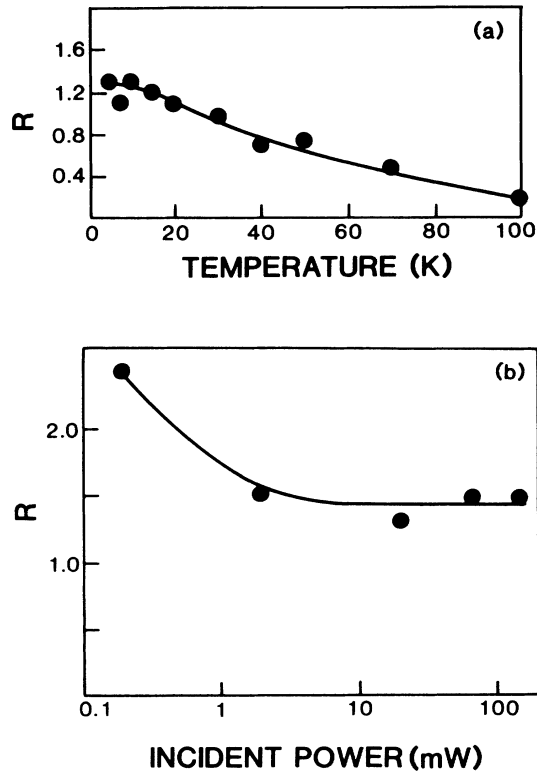 (a)
1.6
1.2
R
0.8
0.4
0 20 40 60 80 100
TEMPERATURE (K)
(b)
2.0
R
1.0
0.1 1 10 100
INCIDENT POWER (mW)